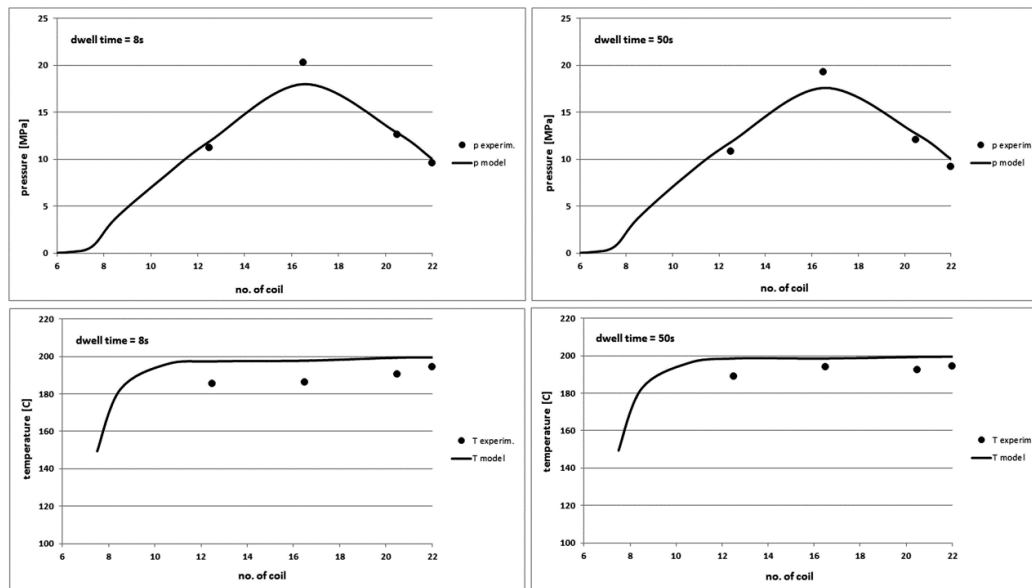 25
20
15
10
5
0
pressure [MPa]
dwell time = 8s
6 8 10 12 14 16 18 20 22
no. of coil
p experim.
p model
25
20
15
10
5
0
pressure [MPa]
dwell time = 50s
6 8 10 12 14 16 18 20 22
no. of coil
p experim.
p model
220
200
180
160
140
120
100
temperature [C]
dwell time = 8s
6 8 10 12 14 16 18 20 22
no. of coil
T experim.
T model
220
200
180
160
140
120
100
temperature [C]
dwell time = 50s
6 8 10 12 14 16 18 20 22
no. of coil
T experim.
T model